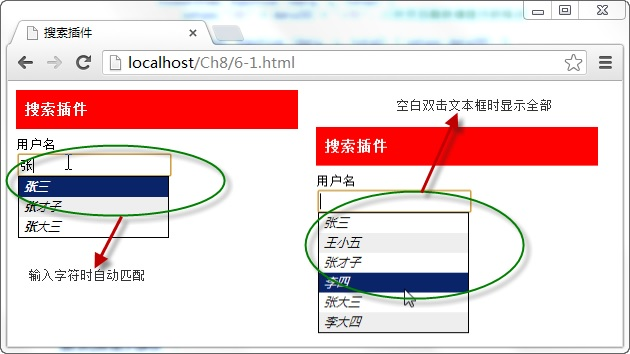 搜索插件
localhost/Ch8/6-1.html
搜索插件
用户名
张
张三
张才子
张大三
输入字符时自动匹配
空白双击文本框时显示全部
搜索插件
用户名
张三
王小五
张才子
李四
张大三
李大四